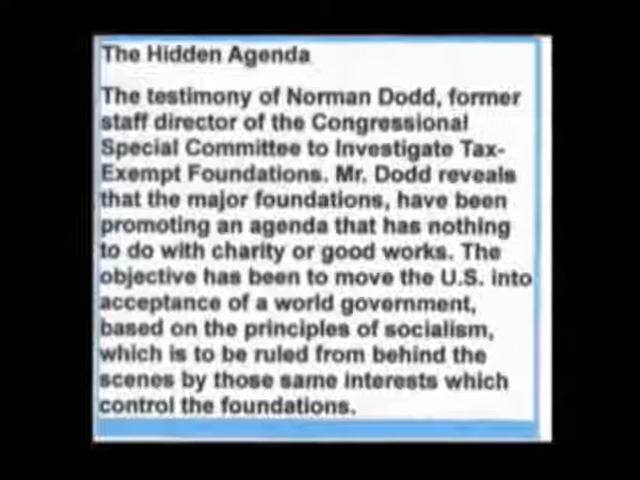 The Hidden Agenda
The testimony of Norman Dodd, former
staff director of the Congressional
Special Committee to Investigate Tax-
Exempt Foundations. Mr. Dodd reveals
that the major foundations, have been
promoting an agenda that has nothing
to do with charity or good works. The
objective has been to move the U.S. into
acceptance of a world government,
based on the principles of socialism,
which is to be ruled from behind the
scenes by those same interests which
control the foundations.